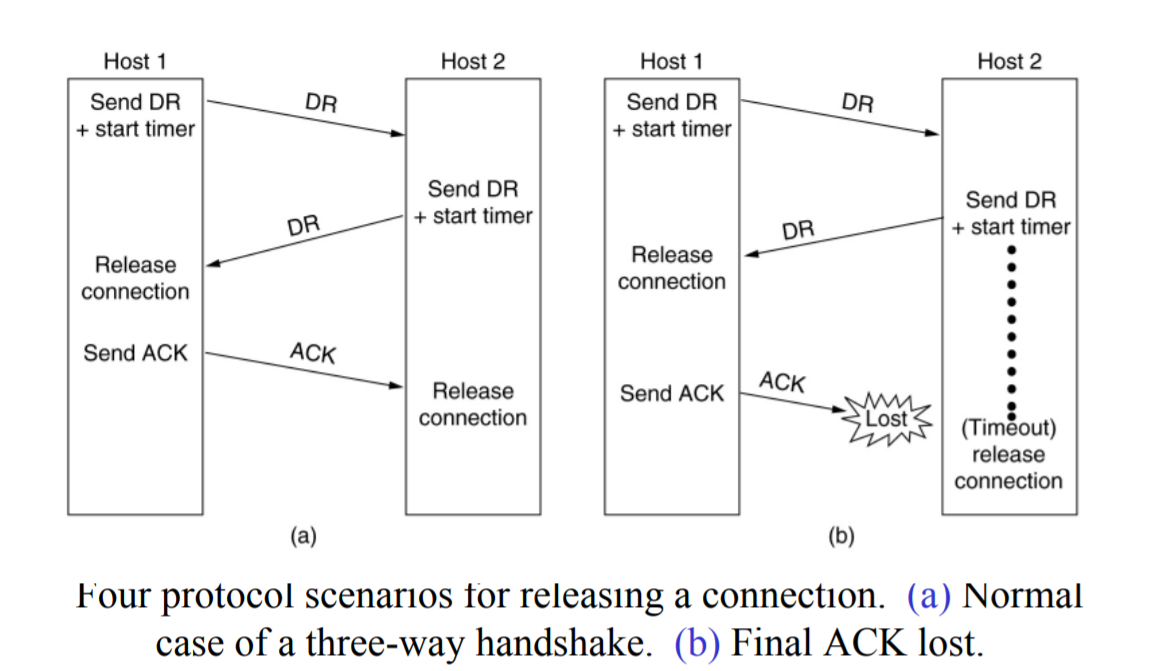 Host 1
Host 2
Send DR
+ start timer
DR
Send DR
+ start timer
DR
Release
connection
Send ACK
ACK
Release
connection
(a)
Host 1
Host 2
Send DR
+ start timer
DR
Send DR
+ start timer
DR
Release
connection
Send ACK
ACK
Lost
(Timeout)
release
connection
(b)
Four protocol scenarios for releasing a connection. (a) Normal
case of a three-way handshake. (b) Final ACK lost.